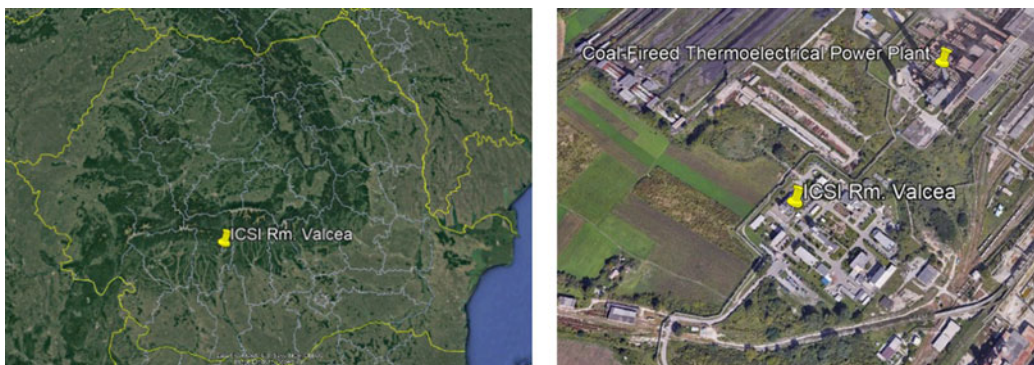 ICSI Rm. Valcea
Coal-Fireed Thermoelectrical Power Plant
ICSI Rm. Valcea